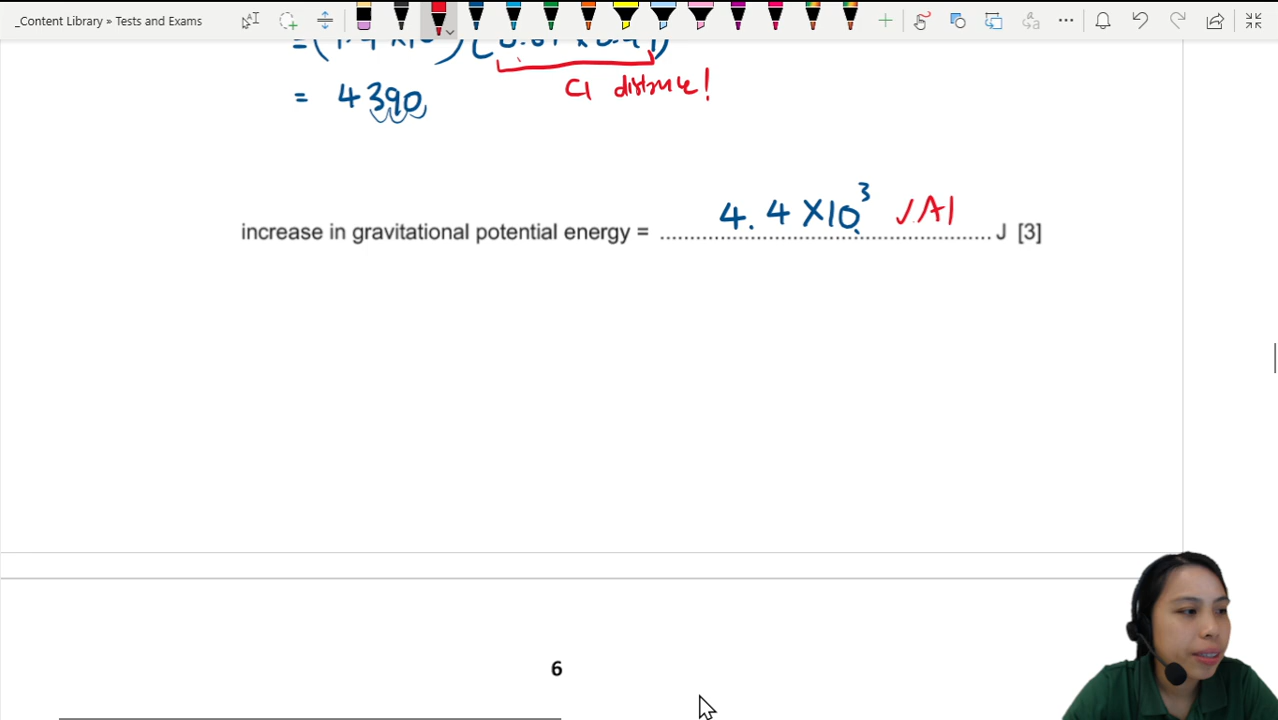 _Content Library » Tests and Exams
C1 distance!
= 4390
4.4 ×10³ ✓A1
increase in gravitational potential energy = ........................................................ J [3]
6